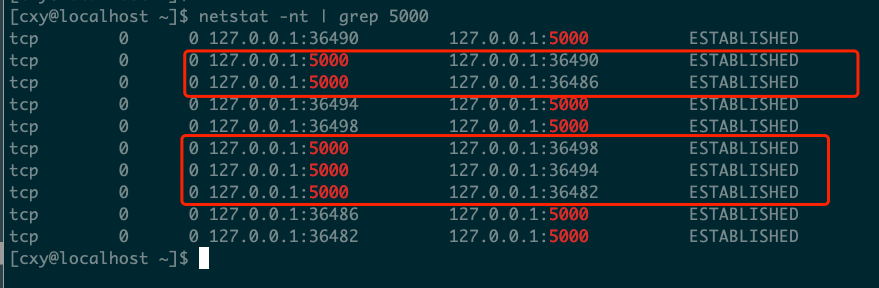 [cxy@localhost ~]$ netstat -nt | grep 5000
tcp 0 0 127.0.0.1:36490 127.0.0.1:5000 ESTABLISHED
tcp 0 0 127.0.0.1:5000 127.0.0.1:36490 ESTABLISHED
tcp 0 0 127.0.0.1:5000 127.0.0.1:36486 ESTABLISHED
tcp 0 0 127.0.0.1:36494 127.0.0.1:5000 ESTABLISHED
tcp 0 0 127.0.0.1:36498 127.0.0.1:5000 ESTABLISHED
tcp 0 0 127.0.0.1:5000 127.0.0.1:36498 ESTABLISHED
tcp 0 0 127.0.0.1:5000 127.0.0.1:36494 ESTABLISHED
tcp 0 0 127.0.0.1:5000 127.0.0.1:36482 ESTABLISHED
tcp 0 0 127.0.0.1:36486 127.0.0.1:5000 ESTABLISHED
tcp 0 0 127.0.0.1:36482 127.0.0.1:5000 ESTABLISHED
[cxy@localhost ~]$